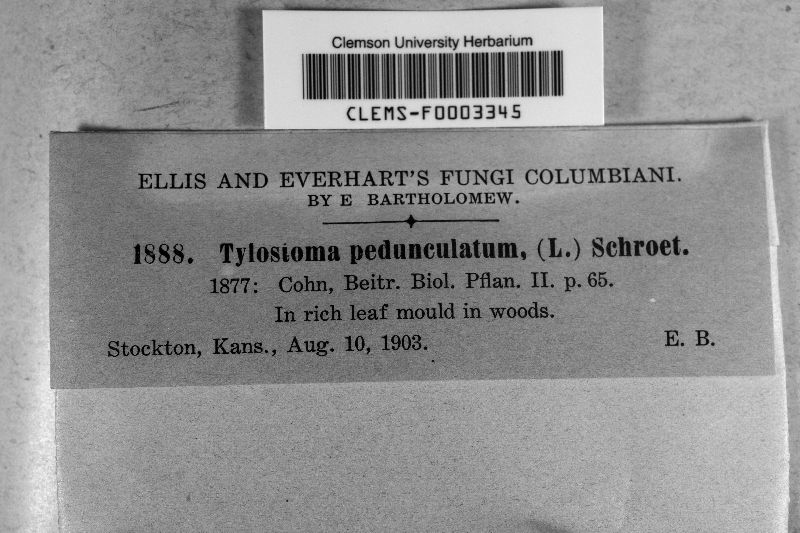 Clemson University Herbarium
CLEMS-F0003345
ELLIS AND EVERHART'S FUNGI COLUMBIANI.
BY E BARTHOLOMEW.
1888. Tylostoma pedunculatum, (L.) Schroet.
1877: Cohn, Beitr. Biol. Pflan. II. p. 65.
In rich leaf mould in woods.
Stockton, Kans., Aug. 10, 1903. E. B.